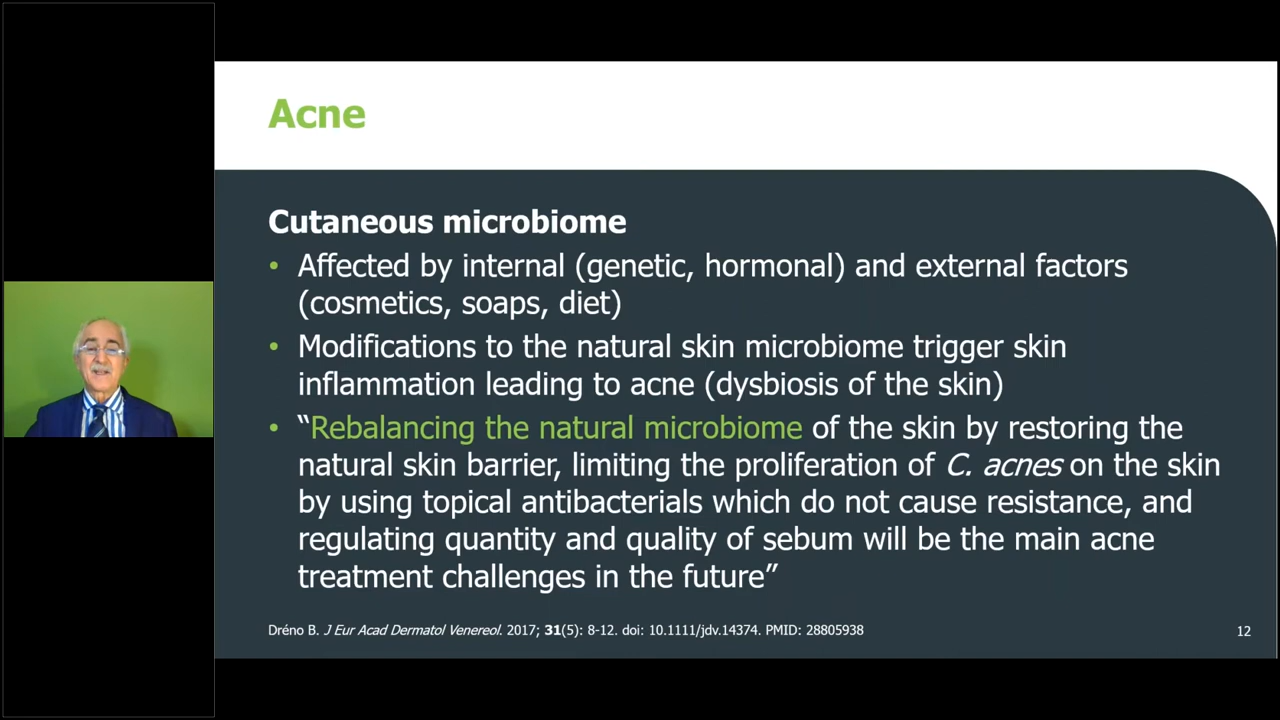 Acne
Cutaneous microbiome
• Affected by internal (genetic, hormonal) and external factors
(cosmetics, soaps, diet)
• Modifications to the natural skin microbiome trigger skin
inflammation leading to acne (dysbiosis of the skin)
• “Rebalancing the natural microbiome of the skin by restoring the
natural skin barrier, limiting the proliferation of C. acnes on the skin
by using topical antibacterials which do not cause resistance, and
regulating quantity and quality of sebum will be the main acne
treatment challenges in the future”
Dréno B. J Eur Acad Dermatol Venereol. 2017; 31(5): 8-12. doi: 10.1111/jdv.14374. PMID: 28805938
12